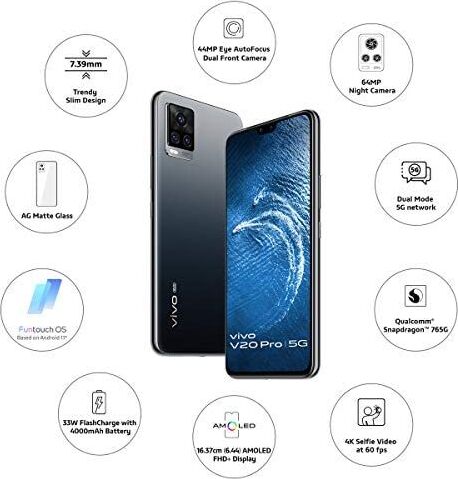 44MP Eye AutoFocus
Dual Front Camera
7.39mm
Trendy
Slim Design
64MP
Night Camera
AG Matte Glass
5G
Dual Mode
5G network
Funtouch OS
Based on Android 11*
vivo
vivo
V20 Pro | 5G
Qualcomm®
Snapdragon™ 765G
33W FlashCharge with
4000mAh Battery
AMOLED
16.37cm (6.44) AMOLED
FHD+ Display
4K Selfie Video
at 60 fps